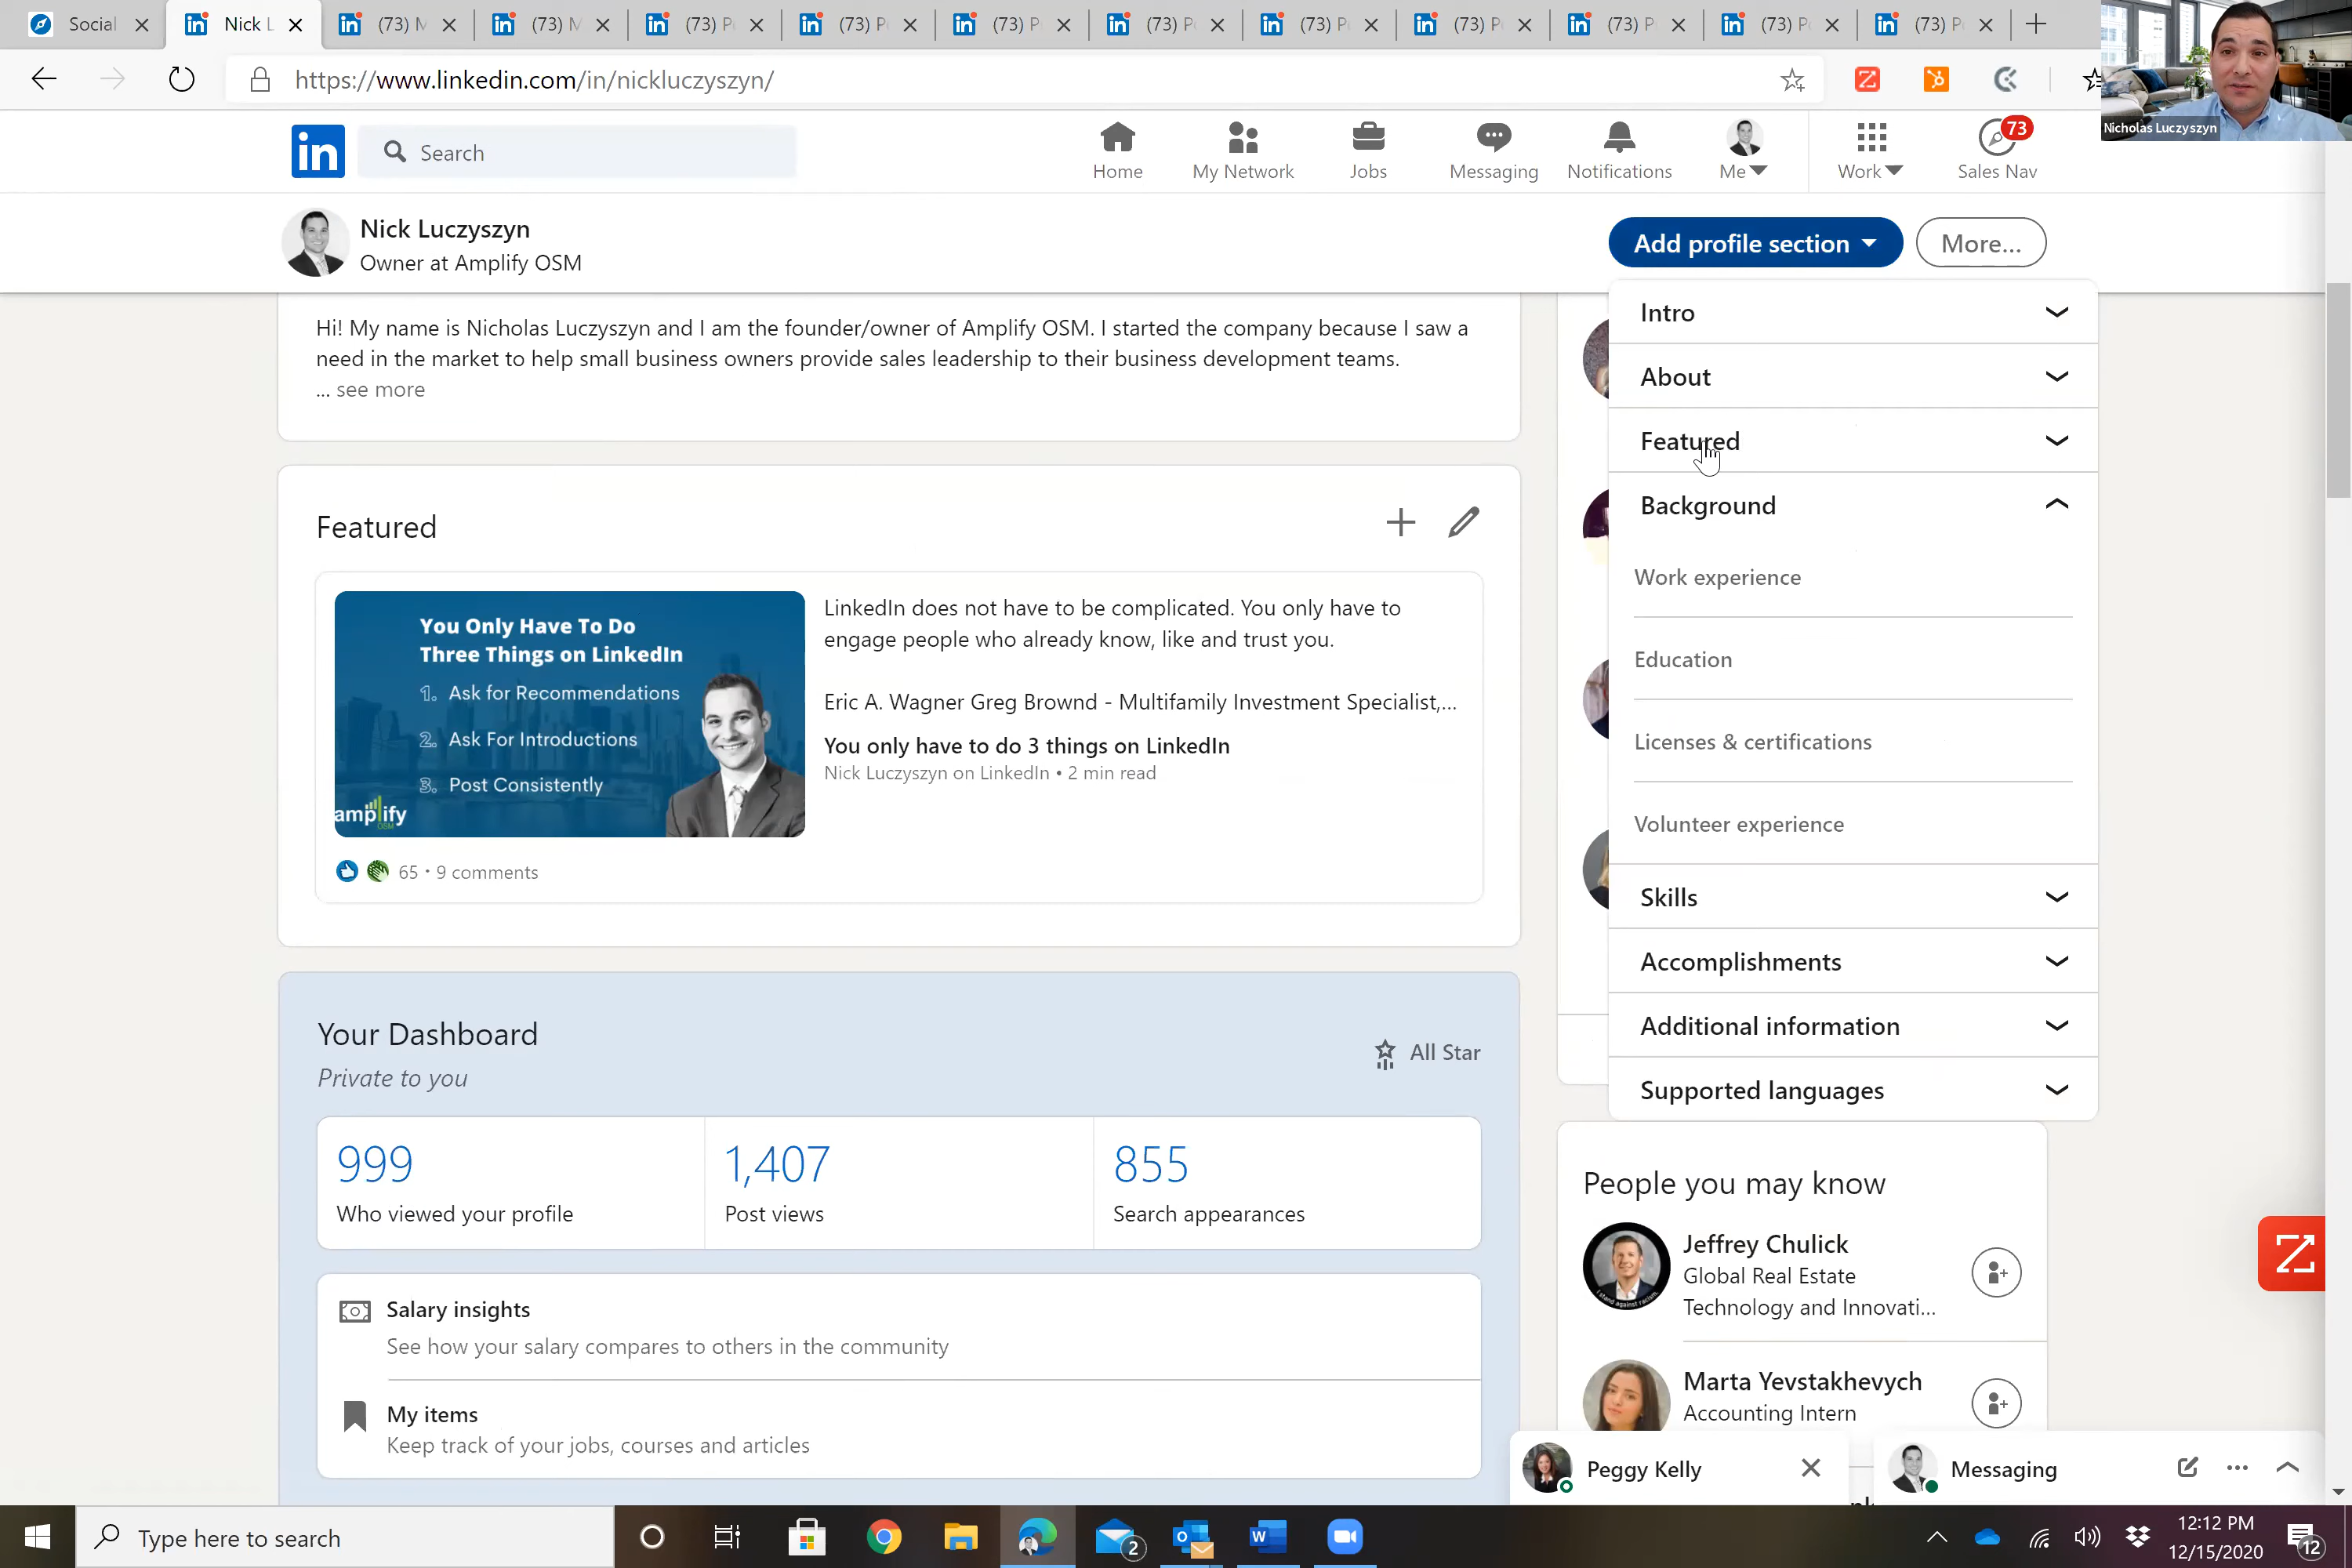 Social
Nick L
(73) M
(73) M
(73) P
(73) P
(73) P
(73) P
(73) P
(73) P
(73) P
(73) P
(73) P
https://www.linkedin.com/in/nickluczyszyn/
Nicholas Luczyszyn
in
Search
Home
My Network
Jobs
Messaging
Notifications
Me
Work
73
Sales Nav
Nick Luczyszyn
Owner at Amplify OSM
Add profile section
More...
Hi! My name is Nicholas Luczyszyn and I am the founder/owner of Amplify OSM. I started the company because I saw a
need in the market to help small business owners provide sales leadership to their business development teams.
... see more
Featured
You Only Have To Do
Three Things on LinkedIn
1. Ask for Recommendations
2. Ask For Introductions
3. Post Consistently
amplify
OSM
LinkedIn does not have to be complicated. You only have to
engage people who already know, like and trust you.
Eric A. Wagner Greg Brownd - Multifamily Investment Specialist,...
You only have to do 3 things on LinkedIn
Nick Luczyszyn on LinkedIn • 2 min read
65 • 9 comments
Your Dashboard
Private to you
All Star
999
Who viewed your profile
1,407
Post views
855
Search appearances
Salary insights
See how your salary compares to others in the community
My items
Keep track of your jobs, courses and articles
Intro
About
Featured
Background
Work experience
Education
Licenses & certifications
Volunteer experience
Skills
Accomplishments
Additional information
Supported languages
People you may know
Jeffrey Chulick
Global Real Estate
Technology and Innovati...
I stand against racism.
Marta Yevstakhevych
Accounting Intern
Peggy Kelly
Messaging
Type here to search
2
12:12 PM
12/15/2020
12